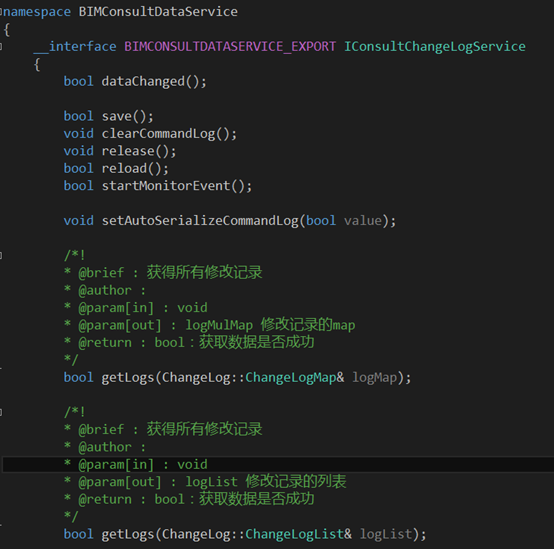 namespace BIMConsultDataService
{
__interface BIMCONSULTDATASERVICE_EXPORT IConsultChangeLogService
{
bool dataChanged();
bool save();
void clearCommandLog();
void release();
bool reload();
bool startMonitorEvent();
void setAutoSerializeCommandLog(bool value);
/*!
* @brief : 获得所有修改记录
* @author :
* @param[in] : void
* @param[out] : logMulMap 修改记录的map
* @return : bool：获取数据是否成功
*/
bool getLogs(ChangeLog::ChangeLogMap& logMap);
/*!
* @brief : 获得所有修改记录
* @author :
* @param[in] : void
* @param[out] : logList 修改记录的列表
* @return : bool：获取数据是否成功
*/
bool getLogs(ChangeLog::ChangeLogList& logList);